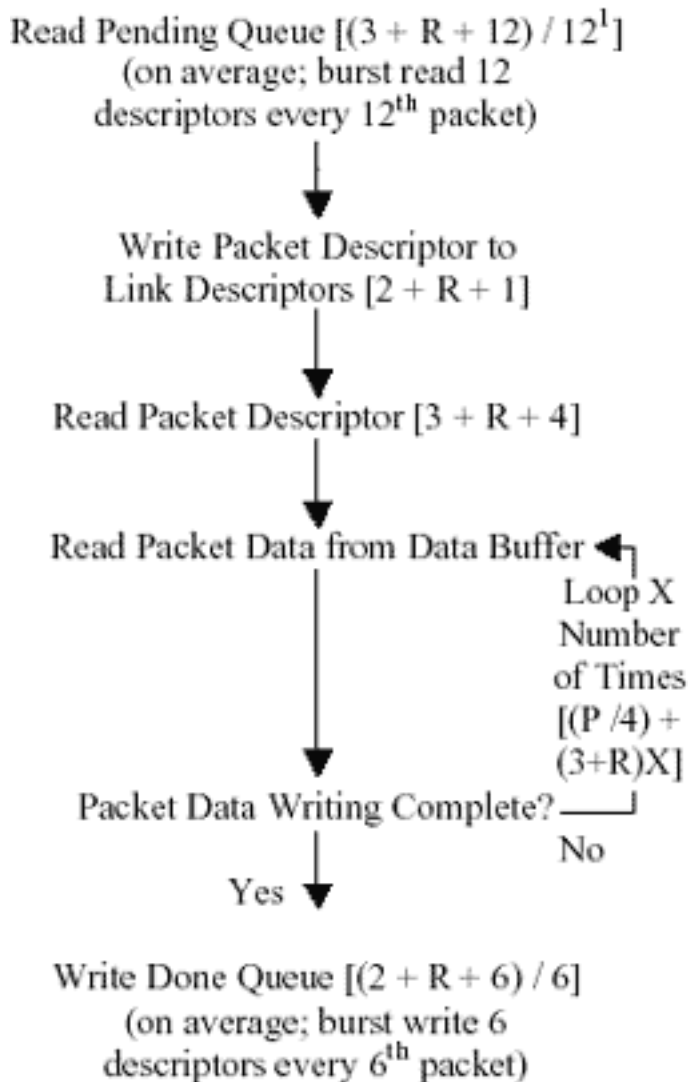 Read Pending Queue [(3 + R + 12) / 12¹]
(on average; burst read 12
descriptors every 12ᵗʰ packet)
Write Packet Descriptor to
Link Descriptors [2 + R + 1]
Read Packet Descriptor [3 + R + 4]
Read Packet Data from Data Buffer
Loop X
Number
of Times
[(P /4) +
(3+R)X]
Packet Data Writing Complete?
No
Yes
Write Done Queue [(2 + R + 6) / 6]
(on average; burst write 6
descriptors every 6ᵗʰ packet)